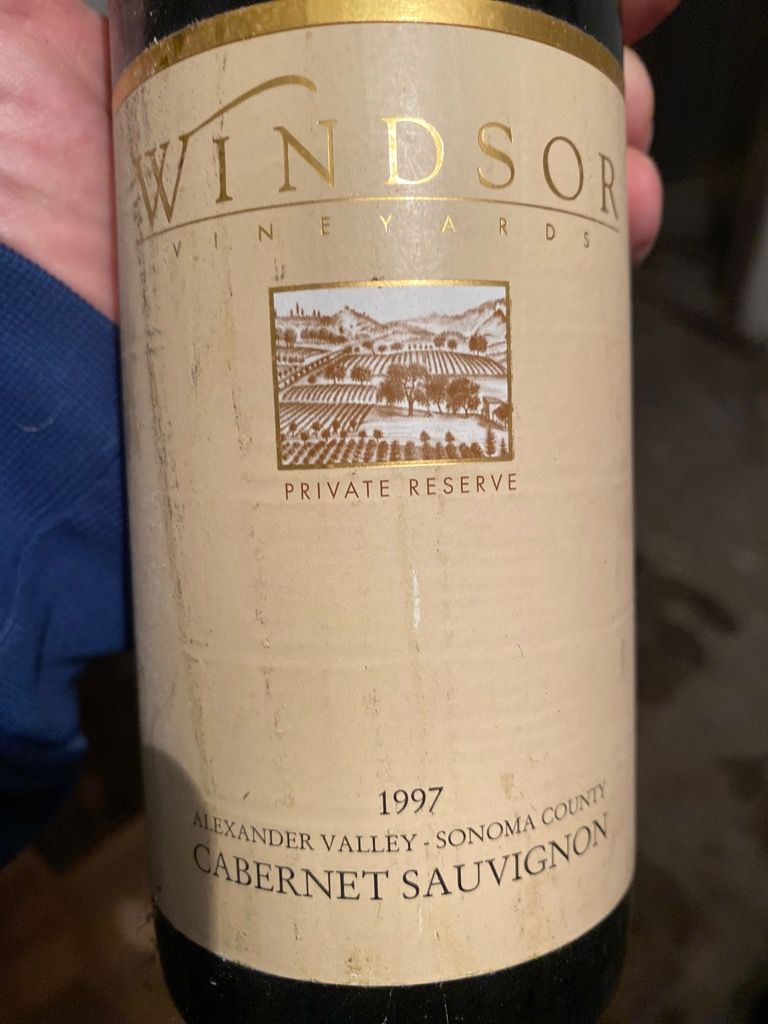 WINDSOR
VINEYARDS
PRIVATE RESERVE
1997
ALEXANDER VALLEY - SONOMA COUNTY
CABERNET SAUVIGNON